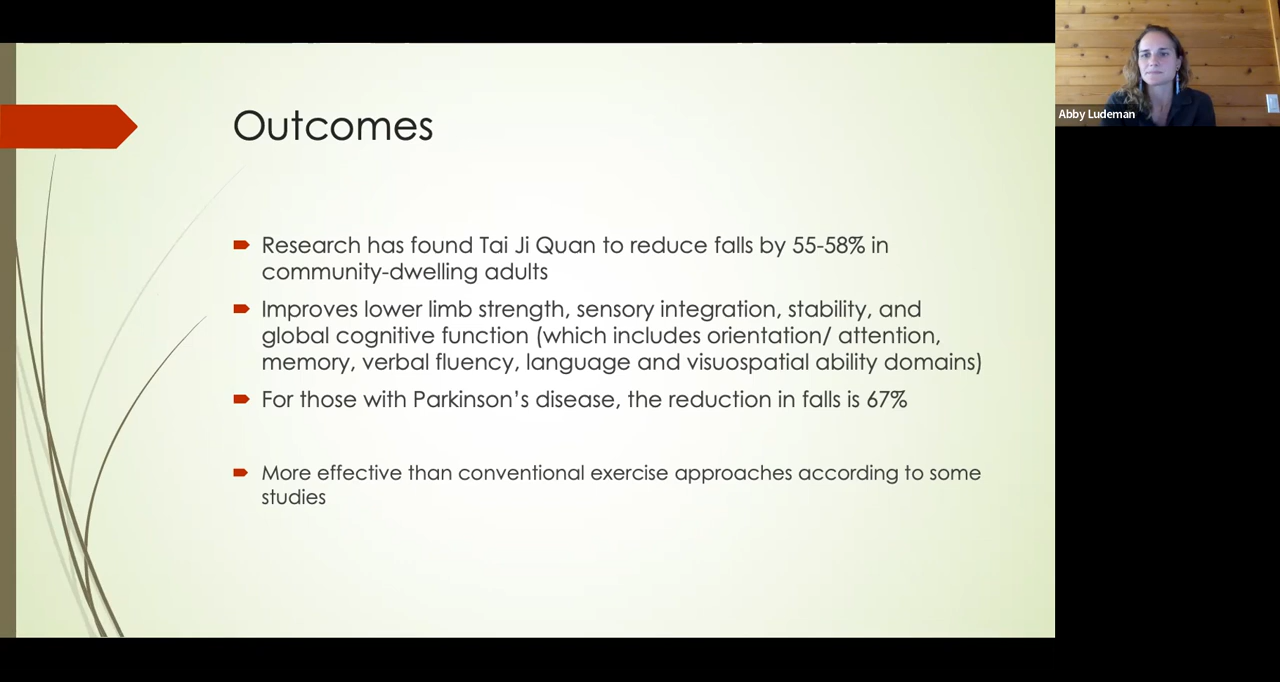 Outcomes
Research has found Tai Ji Quan to reduce falls by 55-58% in
community-dwelling adults
Improves lower limb strength, sensory integration, stability, and
global cognitive function (which includes orientation/ attention,
memory, verbal fluency, language and visuospatial ability domains)
For those with Parkinson’s disease, the reduction in falls is 67%
More effective than conventional exercise approaches according to some
studies
Abby Ludeman